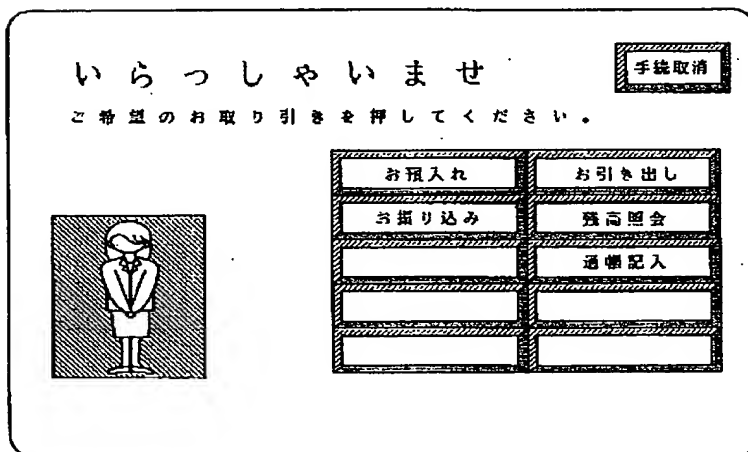 いらっしゃいませ
手続取消
ご希望のお取り引きを押してください。
お預入れ
お引き出し
お振り込み
残高照会
通帳記入